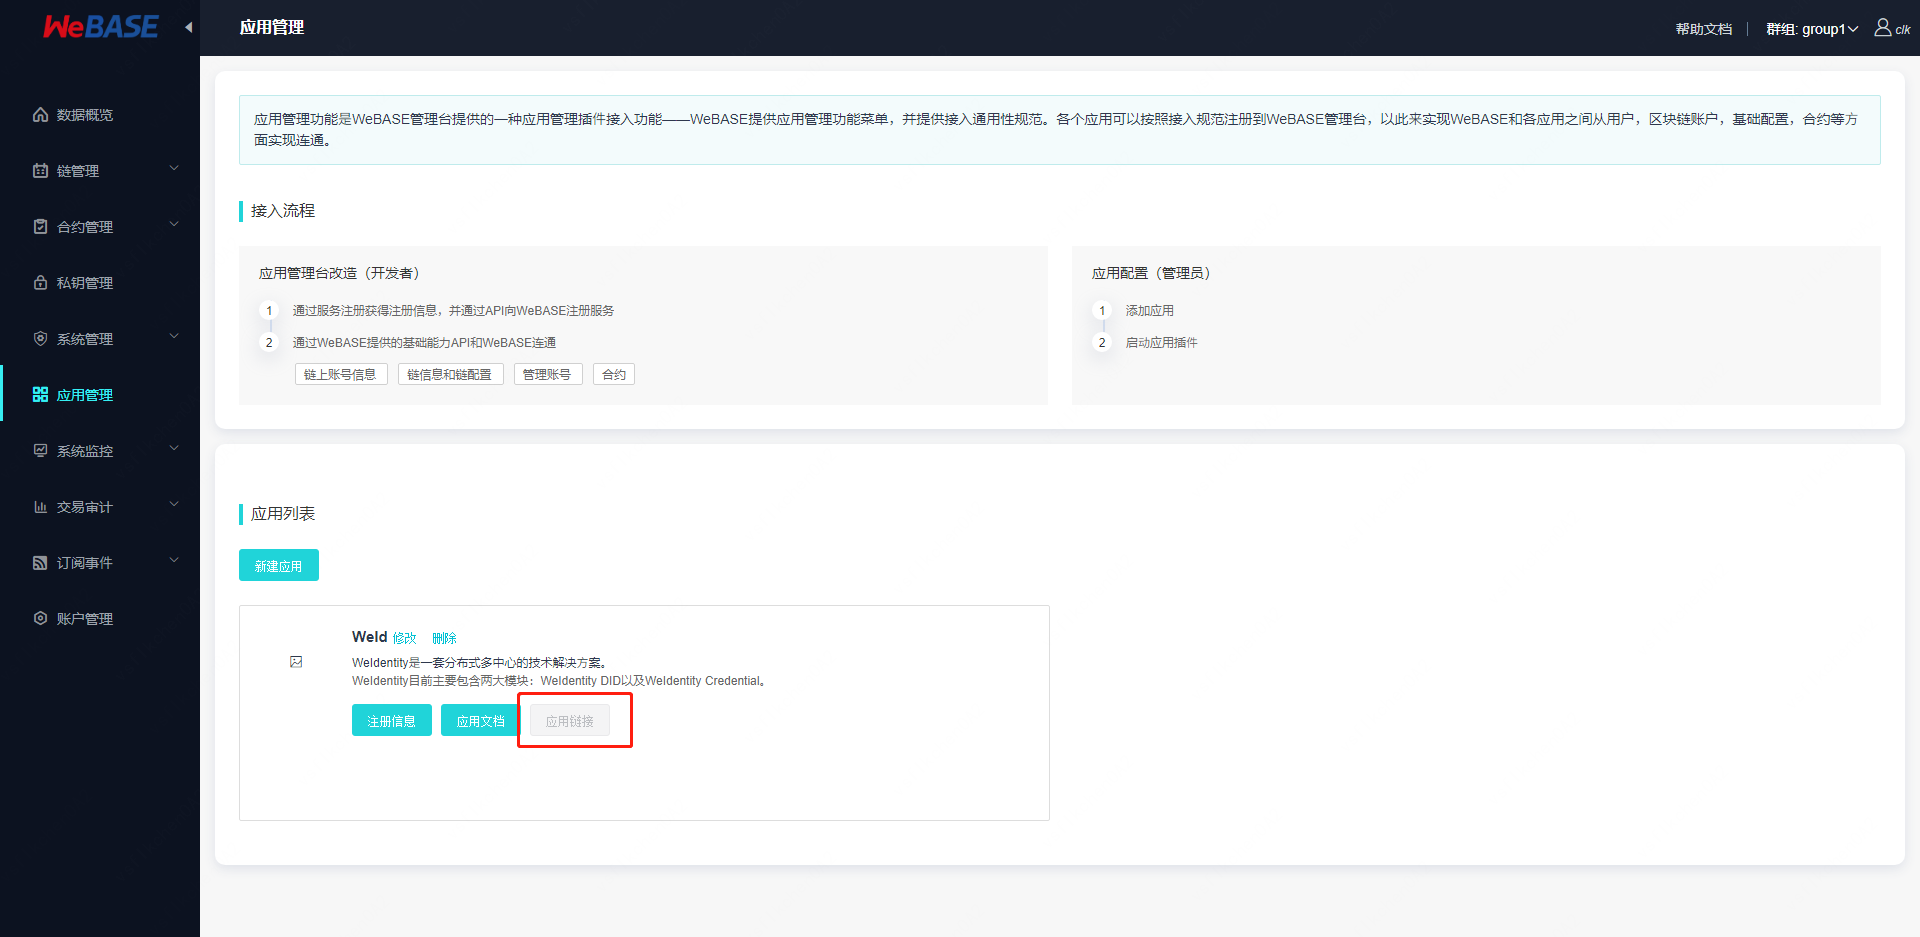 WeBASE
应用管理
帮助文档
群组: group1
clk
数据概览
链管理
合约管理
私钥管理
系统管理
应用管理
系统监控
交易审计
订阅事件
账户管理
应用管理功能是WeBASE管理台提供的一种应用管理插件接入功能——WeBASE提供应用管理功能菜单，并提供接入通用性规范。各个应用可以按照接入规范注册到WeBASE管理台，以此来实现WeBASE和各应用之间从用户，区块链账户，基础配置，合约等方
面实现连通。
接入流程
应用管理台改造（开发者）
1 通过服务注册获得注册信息，并通过API向WeBASE注册服务
2 通过WeBASE提供的基础能力API和WeBASE连通
链上账号信息 链信息和链配置 管理账号 合约
应用配置（管理员）
1 添加应用
2 启动应用插件
应用列表
新建应用
WeId 修改 删除
WeIdentity是一套分布式多中心的技术解决方案。
WeIdentity目前主要包含两大模块：WeIdentity DID以及WeIdentity Credential。
注册信息 应用文档 应用链接